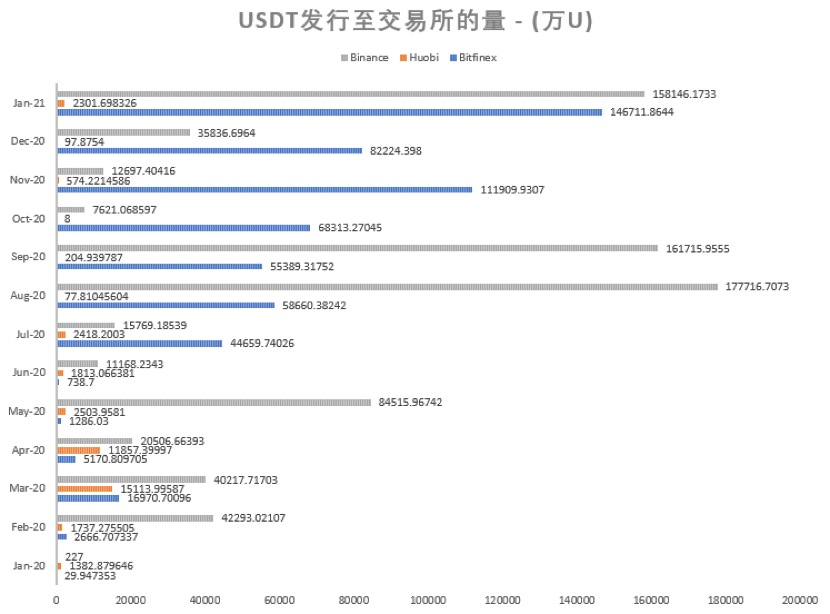 USDT发行至交易所的量 - (万U)
Binance Huobi Bitfinex
Jan-21
158146.1733
2301.698326
146711.8644
Dec-20
35836.6964
97.8754
82224.398
Nov-20
12697.40416
574.2214586
111909.9307
Oct-20
7621.068597
8
68313.27045
Sep-20
161715.9555
204.939787
55389.31752
Aug-20
177716.7073
77.81045604
58660.38242
Jul-20
15769.18539
2418.2003
44659.74026
Jun-20
11168.2343
1813.066381
738.7
May-20
84515.96742
2503.9581
1286.03
Apr-20
20506.66393
11857.39997
5170.809705
Mar-20
40217.71703
15113.99587
16970.70096
Feb-20
42293.02107
1737.275505
2666.707337
Jan-20
227
1382.879646
29.947353
0 20000 40000 60000 80000 100000 120000 140000 160000 180000 200000